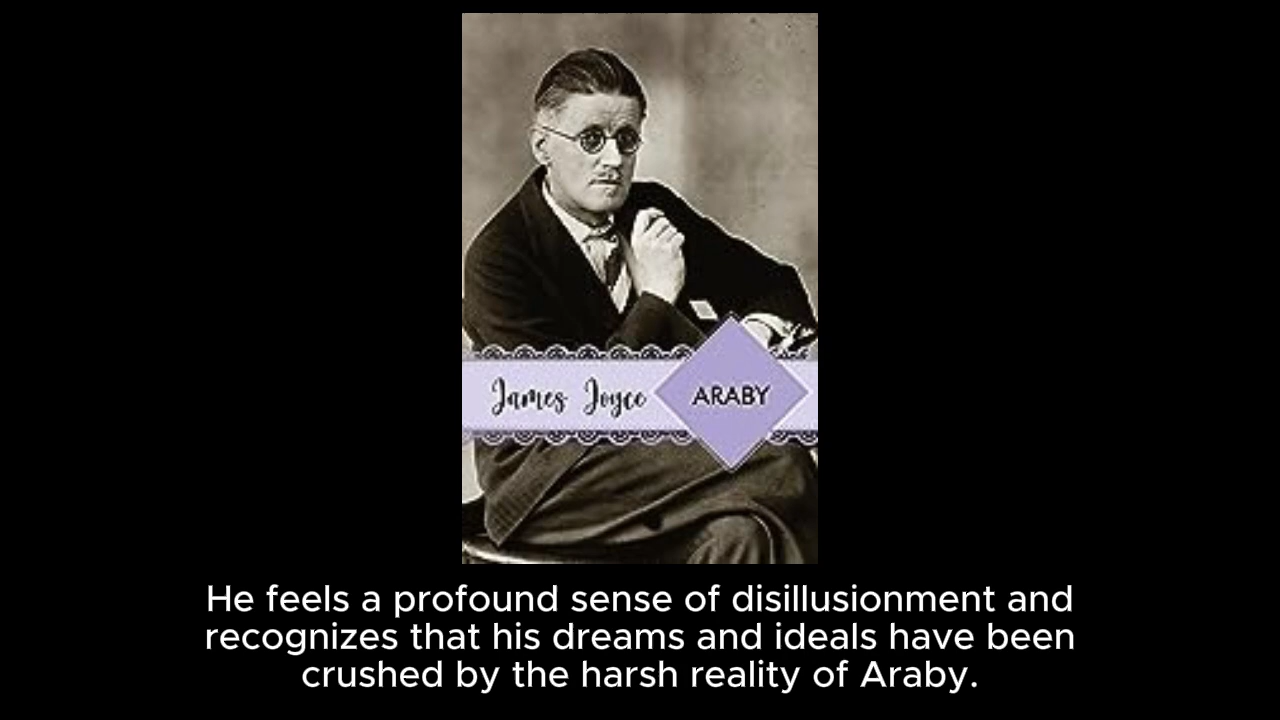 James Joyce
ARABY
He feels a profound sense of disillusionment and
recognizes that his dreams and ideals have been
crushed by the harsh reality of Araby.